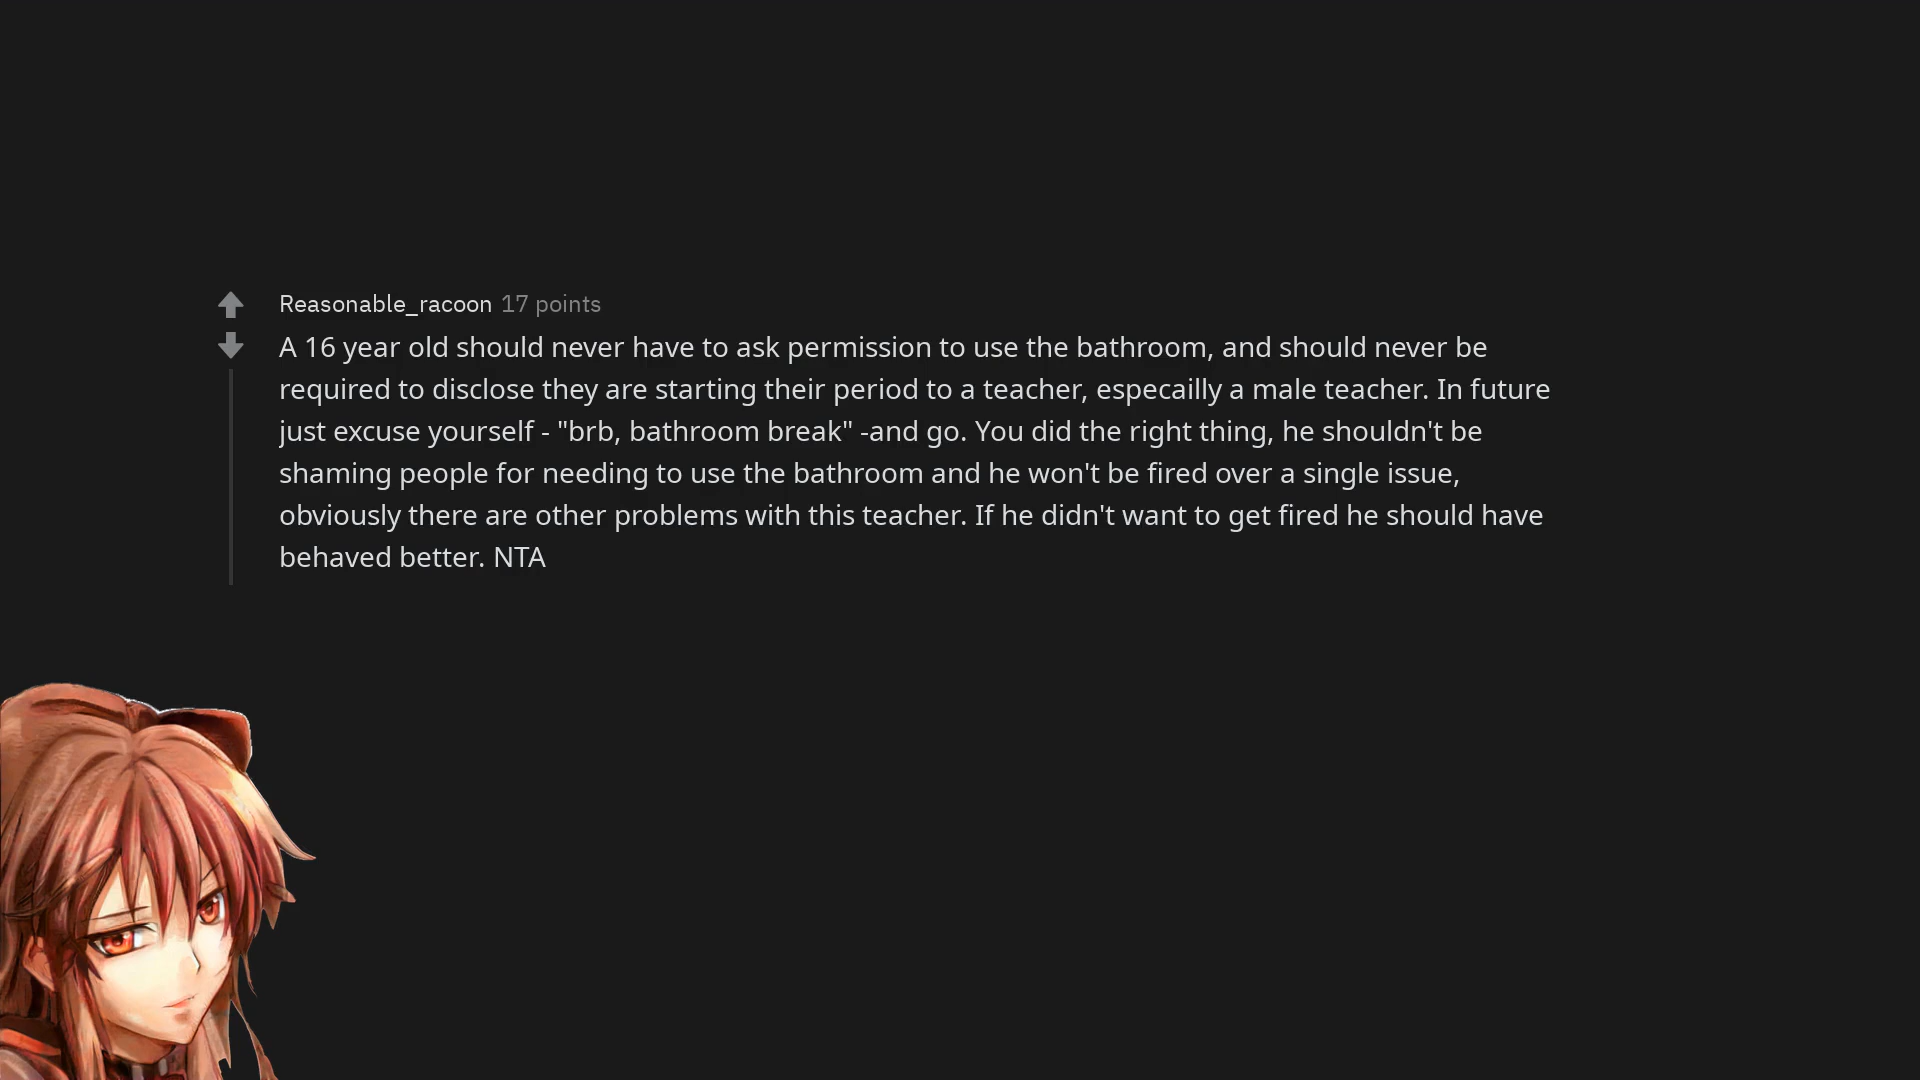 Reasonable_racoon 17 points
A 16 year old should never have to ask permission to use the bathroom, and should never be
required to disclose they are starting their period to a teacher, especailly a male teacher. In future
just excuse yourself - "brb, bathroom break" -and go. You did the right thing, he shouldn't be
shaming people for needing to use the bathroom and he won't be fired over a single issue,
obviously there are other problems with this teacher. If he didn't want to get fired he should have
behaved better. NTA